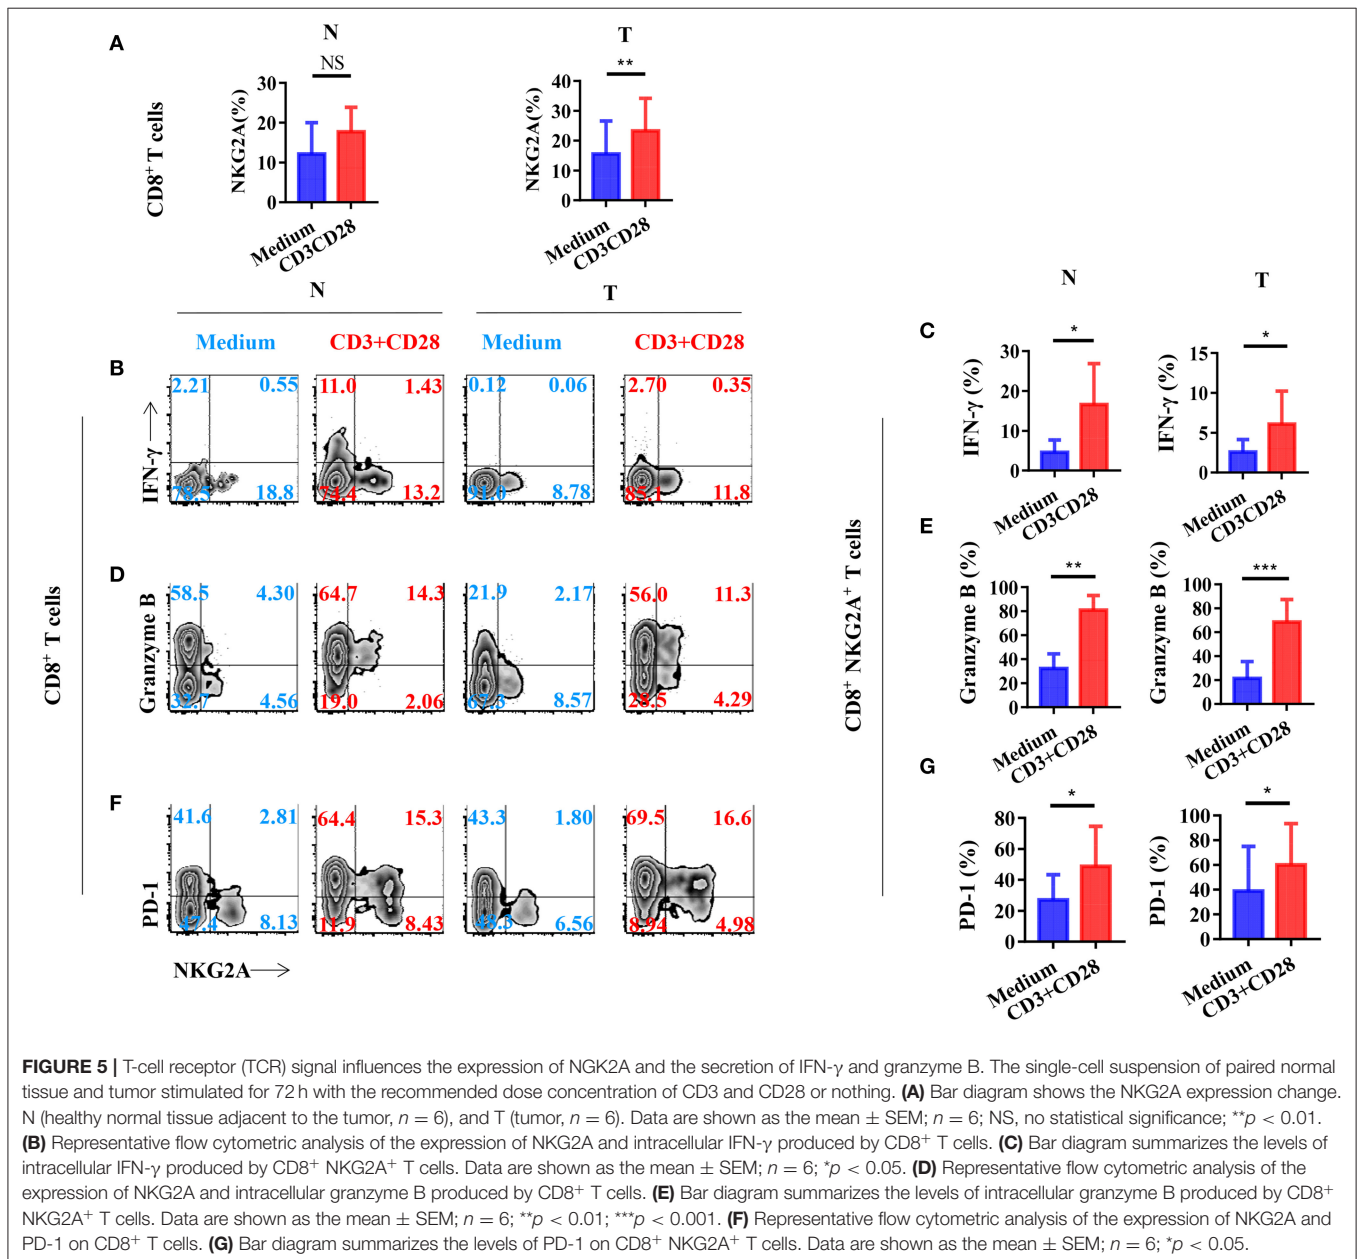 A
N
T
NS
**
CD8⁺ T cells
NKG2A(%)
30
20
10
0
Medium
CD3CD28
NKG2A(%)
40
30
20
10
0
Medium
CD3CD28
N
T
Medium
CD3+CD28
Medium
CD3+CD28
CD8⁺ T cells
B
IFN-γ
2.21 0.55
18.8
11.0 1.43
74.4 13.2
0.12 0.06
91.0 8.78
2.70 0.35
85.1 11.8
D
Granzyme B
58.5 4.30
32.7 4.56
64.7 14.3
19.0 2.06
21.9 2.17
67.3 8.57
56.0 11.3
28.5 4.29
F
PD-1
41.6 2.81
47.4 8.13
64.4 15.3
11.9 8.43
43.3 1.80
48.3 6.56
69.5 16.6
8.94 4.98
NKG2A
CD8⁺ NKG2A⁺ T cells
N
T
C
IFN-γ (%)
30
20
10
0
*
Medium
CD3CD28
IFN-γ (%)
15
10
5
0
*
Medium
CD3CD28
E
Granzyme B (%)
100
80
60
40
20
0
**
Medium
CD3+CD28
Granzyme B (%)
100
80
60
40
20
0
***
Medium
CD3+CD28
G
PD-1 (%)
80
60
40
20
0
*
Medium
CD3+CD28
PD-1 (%)
100
80
60
40
20
0
*
Medium
CD3+CD28
FIGURE 5 | T-cell receptor (TCR) signal influences the expression of NGK2A and the secretion of IFN-γ and granzyme B. The single-cell suspension of paired normal
tissue and tumor stimulated for 72 h with the recommended dose concentration of CD3 and CD28 or nothing. (A) Bar diagram shows the NKG2A expression change.
N (healthy normal tissue adjacent to the tumor, n = 6), and T (tumor, n = 6). Data are shown as the mean ± SEM; n = 6; NS, no statistical significance; **p < 0.01.
(B) Representative flow cytometric analysis of the expression of NKG2A and intracellular IFN-γ produced by CD8⁺ T cells. (C) Bar diagram summarizes the levels of
intracellular IFN-γ produced by CD8⁺ NKG2A⁺ T cells. Data are shown as the mean ± SEM; n = 6; *p < 0.05. (D) Representative flow cytometric analysis of the
expression of NKG2A and intracellular granzyme B produced by CD8⁺ T cells. (E) Bar diagram summarizes the levels of intracellular granzyme B produced by CD8⁺
NKG2A⁺ T cells. Data are shown as the mean ± SEM; n = 6; **p < 0.01; ***p < 0.001. (F) Representative flow cytometric analysis of the expression of NKG2A and
PD-1 on CD8⁺ T cells. (G) Bar diagram summarizes the levels of PD-1 on CD8⁺ NKG2A⁺ T cells. Data are shown as the mean ± SEM; n = 6; *p < 0.05.